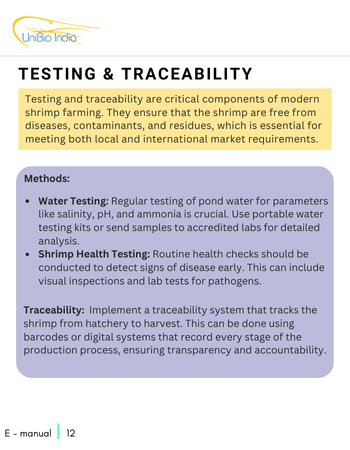 UniBio India
TESTING & TRACEABILITY
Testing and traceability are critical components of modern
shrimp farming. They ensure that the shrimp are free from
diseases, contaminants, and residues, which is essential for
meeting both local and international market requirements.
Methods:
• Water Testing: Regular testing of pond water for parameters
like salinity, pH, and ammonia is crucial. Use portable water
testing kits or send samples to accredited labs for detailed
analysis.
• Shrimp Health Testing: Routine health checks should be
conducted to detect signs of disease early. This can include
visual inspections and lab tests for pathogens.
Traceability: Implement a traceability system that tracks the
shrimp from hatchery to harvest. This can be done using
barcodes or digital systems that record every stage of the
production process, ensuring transparency and accountability.
E - manual 12